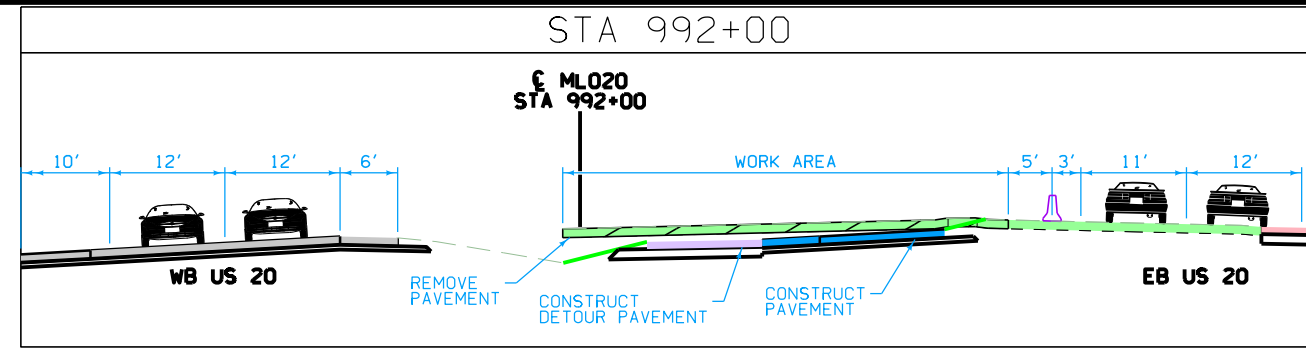 STA 992+00
℄ ML020
STA 992+00
10' 12' 12' 6' WORK AREA 5' 3' 11' 12'
WB US 20
EB US 20
REMOVE
PAVEMENT
CONSTRUCT
DETOUR PAVEMENT
CONSTRUCT
PAVEMENT